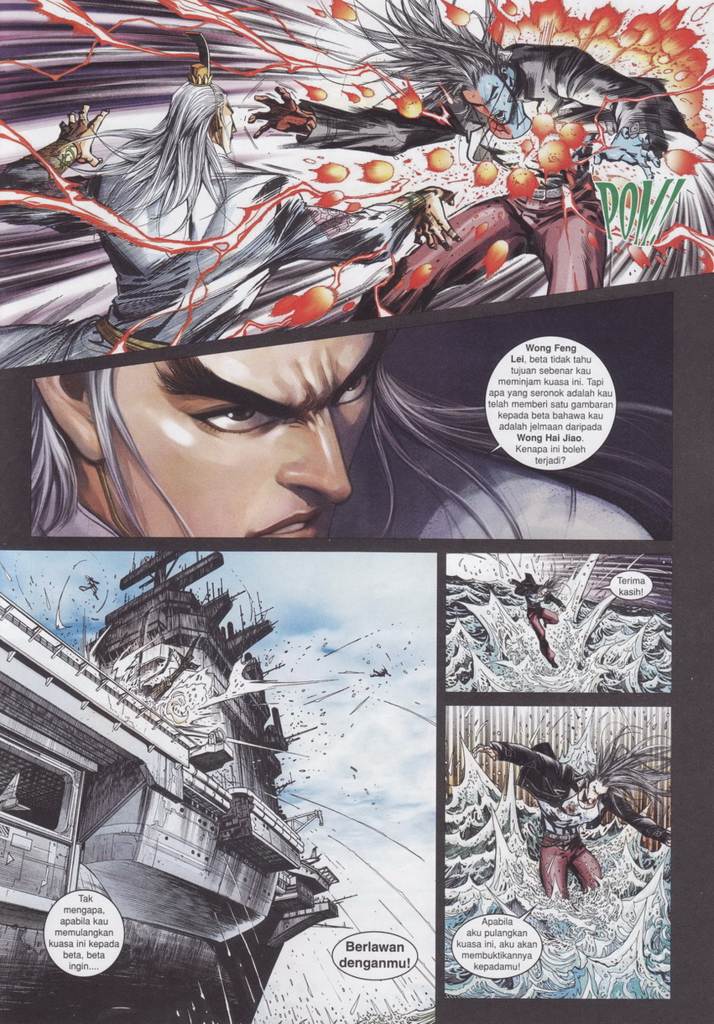 POM!
Wong Feng
Lei, beta tidak tahu
tujuan sebenar kau
meminjam kuasa ini. Tapi
apa yang seronok adalah kau
telah memberi satu gambaran
kepada beta bahawa kau
adalah jelmaan daripada
Wong Hai Jiao.
Kenapa ini boleh
terjadi?
Terima
kasih!
Tak
mengapa,
apabila kau
memulangkan
kuasa ini kepada
beta, beta
ingin....
Berlawan
denganmu!
Apabila
aku pulangkan
kuasa ini, aku akan
membuktikannya
kepadamu!